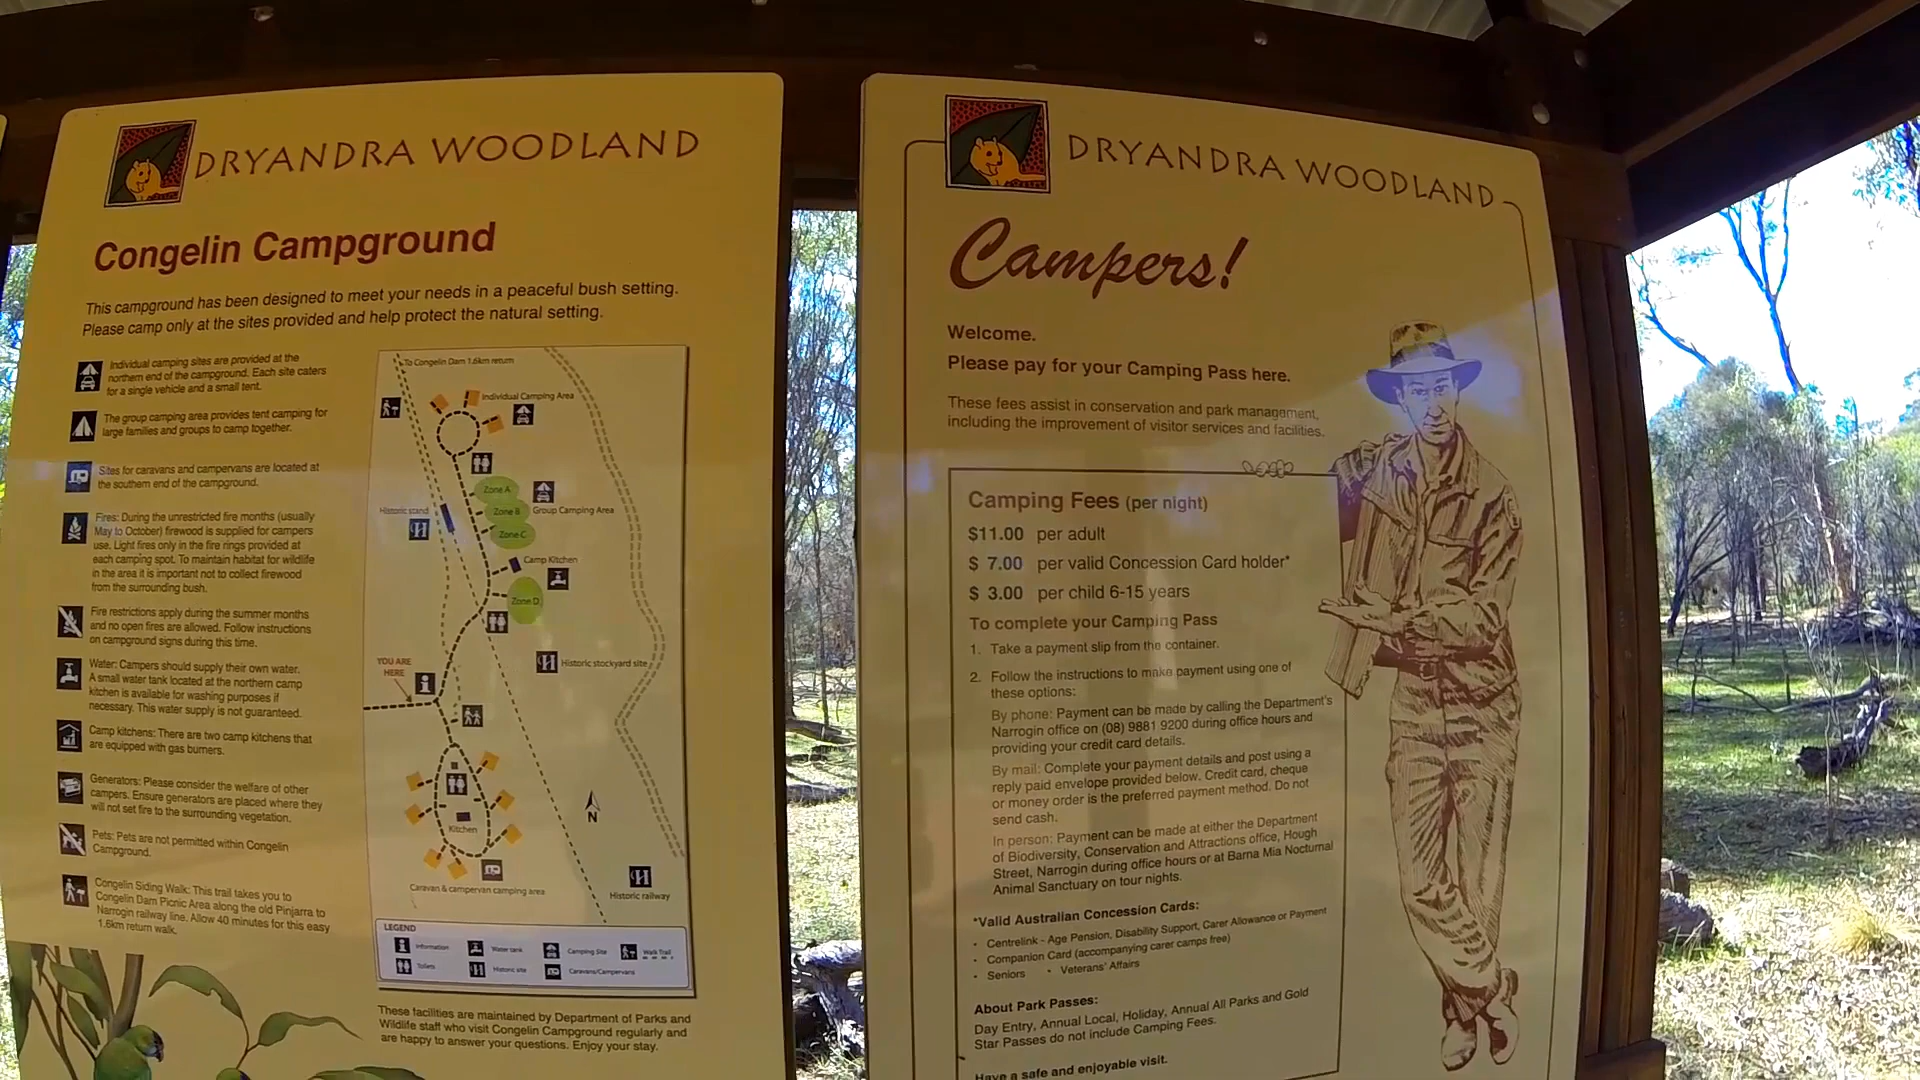 DRYANDRA WOODLAND
Congelin Campground
This campground has been designed to meet your needs in a peaceful bush setting.
Please camp only at the sites provided and help protect the natural setting.
Individual camping sites are provided at the
northern end of the campground. Each site caters
for a single vehicle and a small tent.
The group camping area provides tent camping for
large families and groups to camp together.
Sites for caravans and campervans are located at
the southern end of the campground.
Fires: During the unrestricted fire months (usually
May to October) firewood is supplied for campers
use. Light fires only in the fire rings provided at
each camping spot. To maintain habitat for wildlife
in the area it is important not to collect firewood
from the surrounding bush.
Fire restrictions apply during the summer months
and no open fires are allowed. Follow instructions
on campground signs during this time.
Water: Campers should supply their own water.
A small water tank located at the northern camp
kitchen is available for washing purposes if
necessary. This water supply is not guaranteed.
Camp kitchens: There are two camp kitchens that
are equipped with gas burners.
Generators: Please consider the welfare of other
campers. Ensure generators are placed where they
will not set fire to the surrounding vegetation.
Pets: Pets are not permitted within Congelin
Campground.
Congelin Siding Walk: This trail takes you to
Congelin Dam Picnic Area along the old Pinjarra to
Narrogin railway line. Allow 40 minutes for this easy
1.6km return walk.
To Congelin Dam 1.6km return
Individual Camping Area
Zone A
Historic stand
Zone B
Group Camping Area
Zone C
Camp Kitchen
Zone D
YOU ARE
HERE
Historic stockyard site
N
Kitchen
Caravan & campervan camping area
Historic railway
LEGEND
Information
Water tank
Camping Site
Walk Trail
Toilets
Historic site
Caravans/Campervans
These facilities are maintained by Department of Parks and
Wildlife staff who visit Congelin Campground regularly and
are happy to answer your questions. Enjoy your stay.
DRYANDRA WOODLAND
Campers!
Welcome.
Please pay for your Camping Pass here.
These fees assist in conservation and park management,
including the improvement of visitor services and facilities.
Camping Fees (per night)
$11.00 per adult
$ 7.00 per valid Concession Card holder*
$ 3.00 per child 6-15 years
To complete your Camping Pass
1. Take a payment slip from the container.
2. Follow the instructions to make payment using one of
these options:
By phone: Payment can be made by calling the Department's
Narrogin office on (08) 9881 9200 during office hours and
providing your credit card details.
By mail: Complete your payment details and post using a
reply paid envelope provided below. Credit card, cheque
or money order is the preferred payment method. Do not
send cash.
In person: Payment can be made at either the Department
of Biodiversity, Conservation and Attractions office, Hough
Street, Narrogin during office hours or at Barna Mia Nocturnal
Animal Sanctuary on tour nights.
*Valid Australian Concession Cards:
• Centrelink - Age Pension, Disability Support, Carer Allowance or Payment
• Companion Card (accompanying carer camps free)
• Seniors • Veterans' Affairs
About Park Passes:
Day Entry, Annual Local, Holiday, Annual All Parks and Gold
Star Passes do not include Camping Fees.
Have a safe and enjoyable visit.